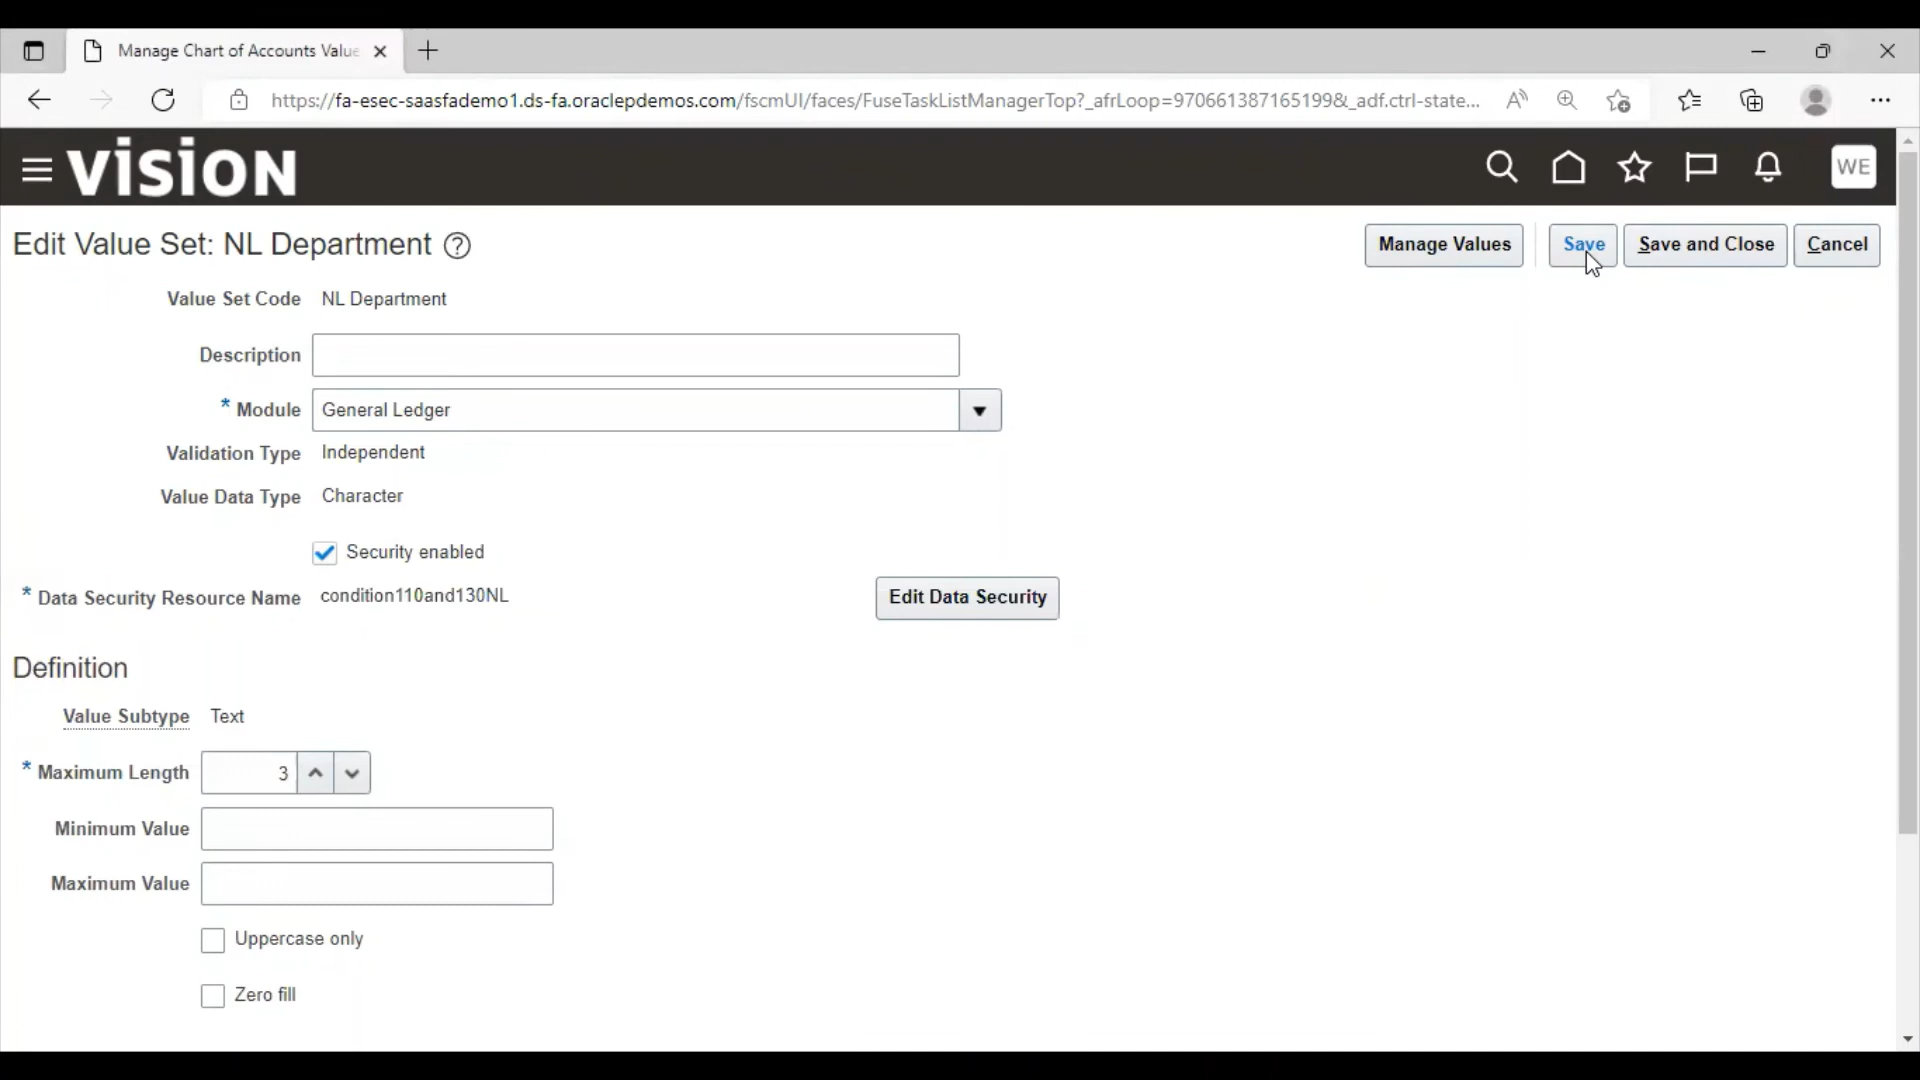 Manage Chart of Accounts Value
https://fa-esec-saasfademo1.ds-fa.oraclepdemos.com/fscmUI/faces/FuseTaskListManagerTop?_afrLoop=970661387165199&_adf.ctrl-state...
VISION
WE
Edit Value Set: NL Department ?
Manage Values Save Save and Close Cancel
Value Set Code NL Department
Description
* Module General Ledger
Validation Type Independent
Value Data Type Character
Security enabled
* Data Security Resource Name condition110and130NL Edit Data Security
Definition
Value Subtype Text
* Maximum Length 3
Minimum Value
Maximum Value
Uppercase only
Zero fill